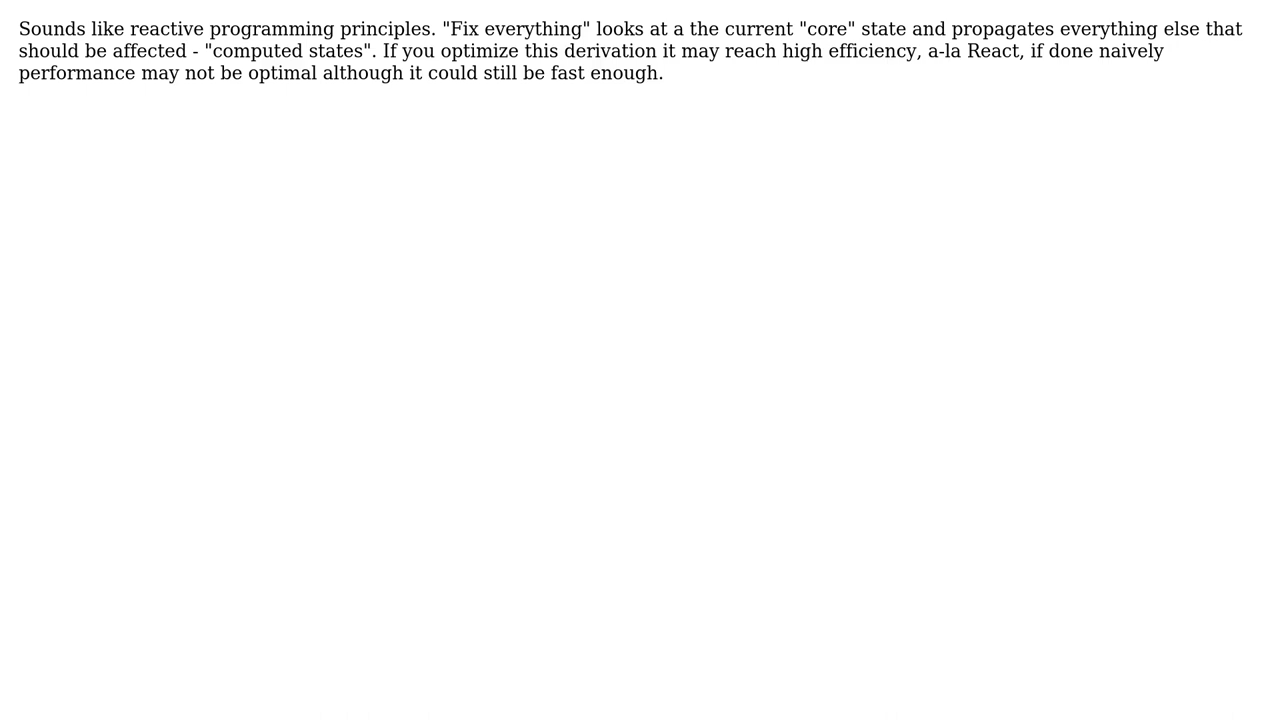 Sounds like reactive programming principles. "Fix everything" looks at a the current "core" state and propagates everything else that
should be affected - "computed states". If you optimize this derivation it may reach high efficiency, a-la React, if done naively
performance may not be optimal although it could still be fast enough.